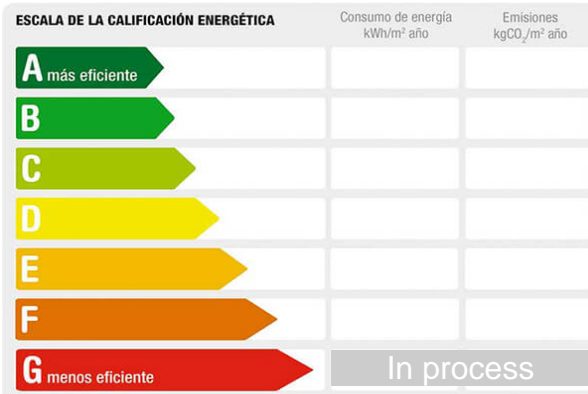 ESCALA DE LA CALIFICACIÓN ENERGÉTICA
Consumo de energía
kWh/m² año
Emisiones
kgCO₂/m² año
A más eficiente
B
C
D
E
F
G menos eficiente
In process